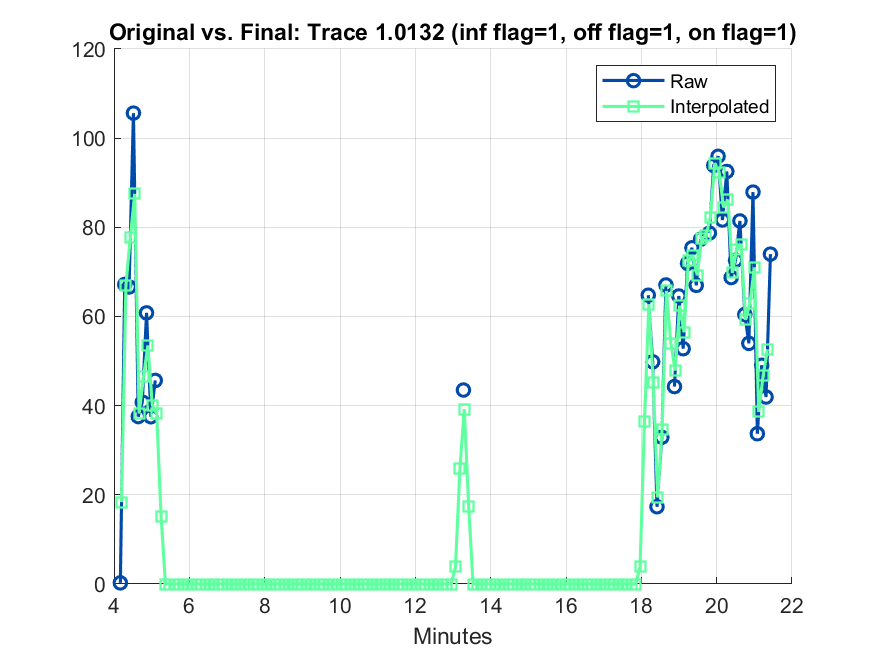 Original vs. Final: Trace 1.0132 (inf flag=1, off flag=1, on flag=1)
120
Raw
Interpolated
100
80
60
40
20
0
4 6 8 10 12 14 16 18 20 22
Minutes